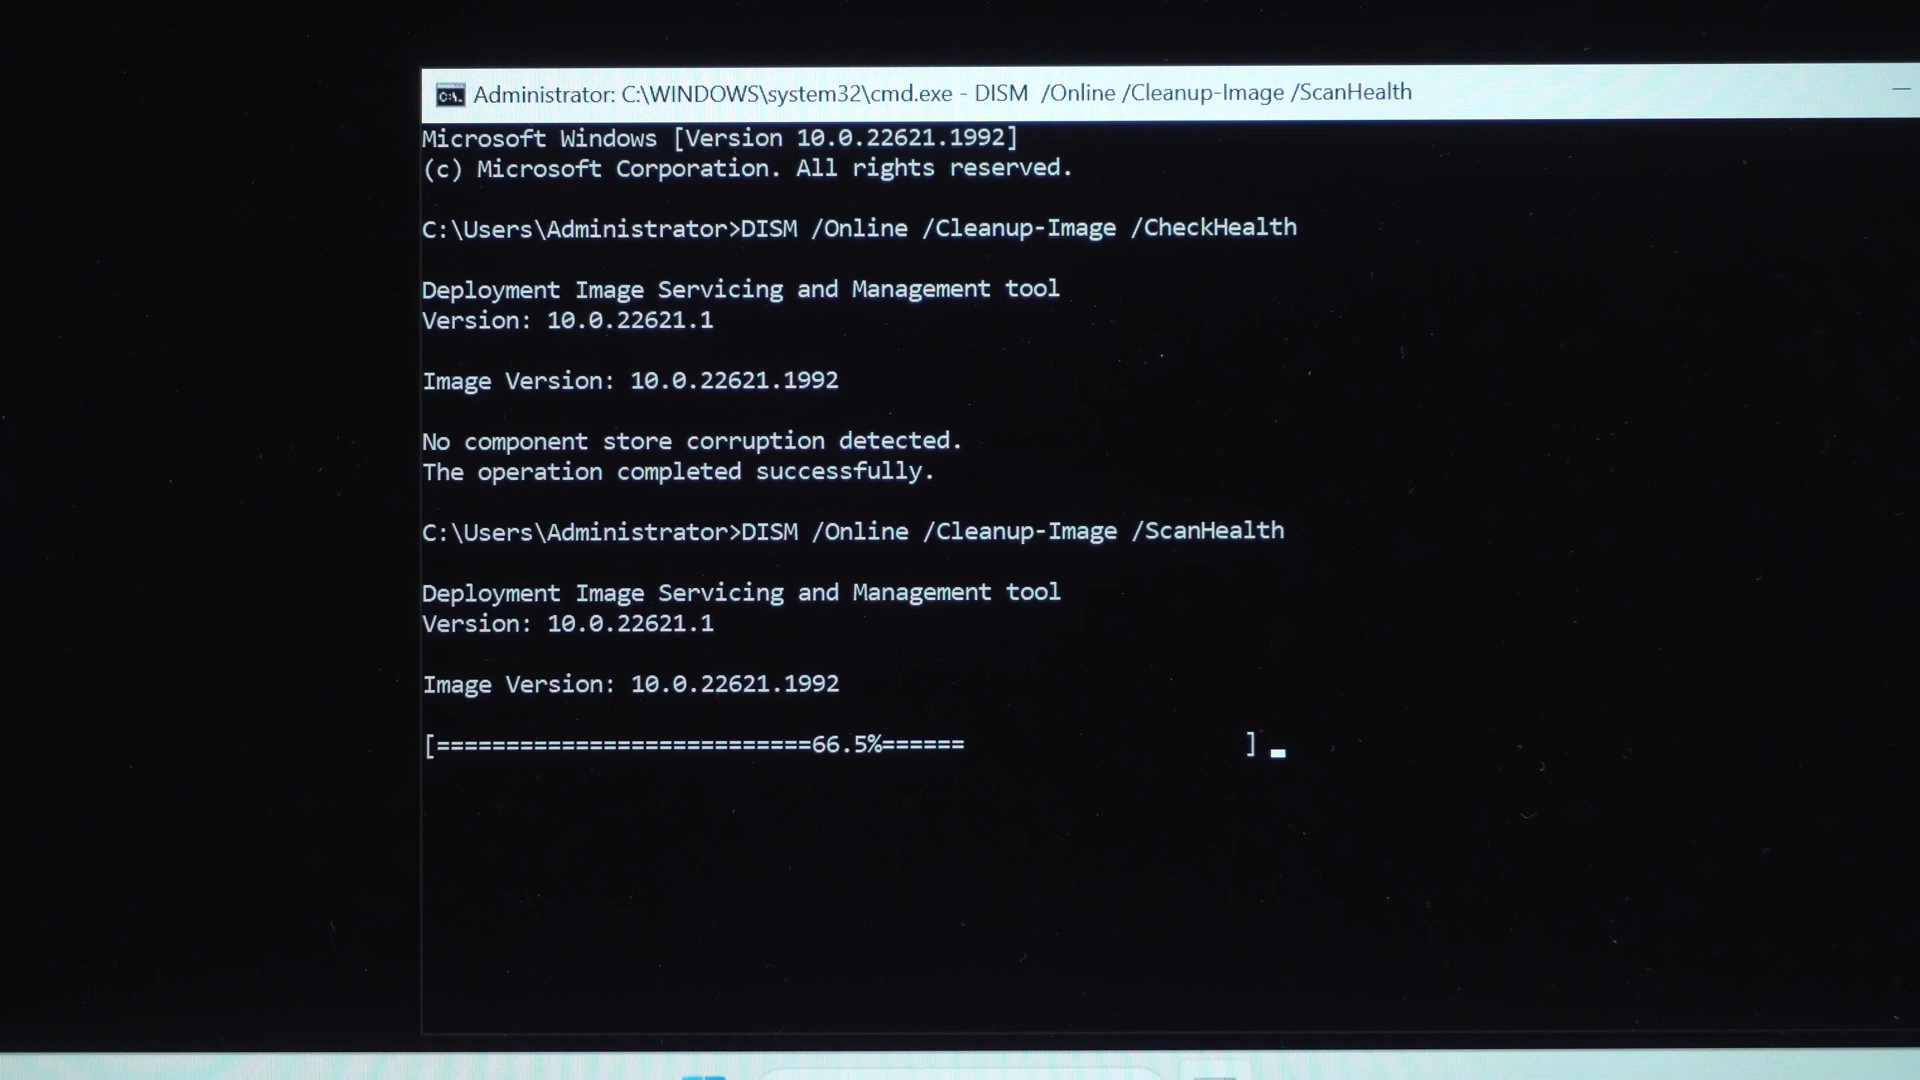 Administrator: C:\WINDOWS\system32\cmd.exe - DISM  /Online /Cleanup-Image /ScanHealth
Microsoft Windows [Version 10.0.22621.1992]
(c) Microsoft Corporation. All rights reserved.
C:\Users\Administrator>DISM /Online /Cleanup-Image /CheckHealth
Deployment Image Servicing and Management tool
Version: 10.0.22621.1
Image Version: 10.0.22621.1992
No component store corruption detected.
The operation completed successfully.
C:\Users\Administrator>DISM /Online /Cleanup-Image /ScanHealth
Deployment Image Servicing and Management tool
Version: 10.0.22621.1
Image Version: 10.0.22621.1992
[===========================66.5%======                    ]